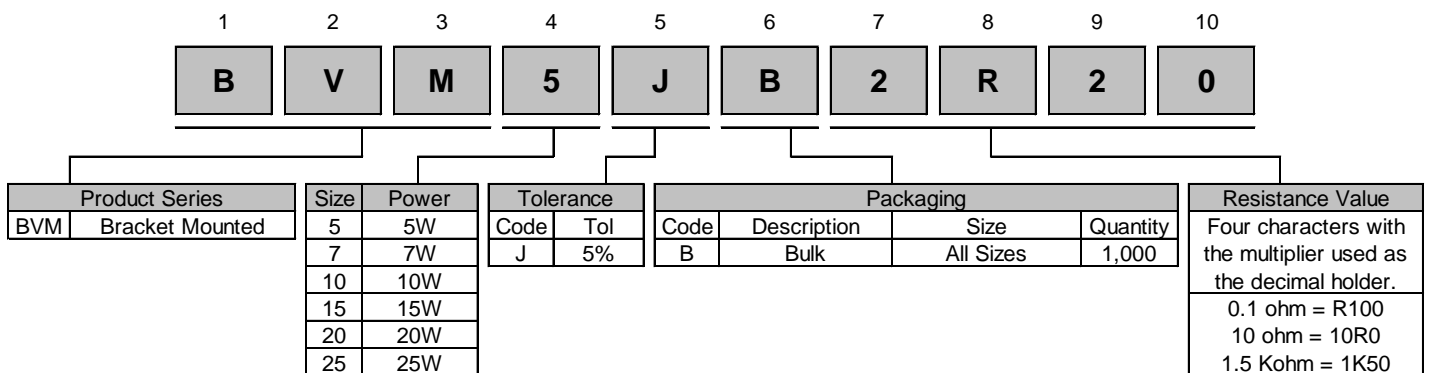 1 2 3 4 5 6 7 8 9 10
B V M 5 J B 2 R 2 0
Product Series
BVM Bracket Mounted
Size Power
5 5W
7 7W
10 10W
15 15W
20 20W
25 25W
Tolerance
Code Tol
J 5%
Packaging
Code Description Size Quantity
B Bulk All Sizes 1,000
Resistance Value
Four characters with
the multiplier used as
the decimal holder.
0.1 ohm = R100
10 ohm = 10R0
1.5 Kohm = 1K50